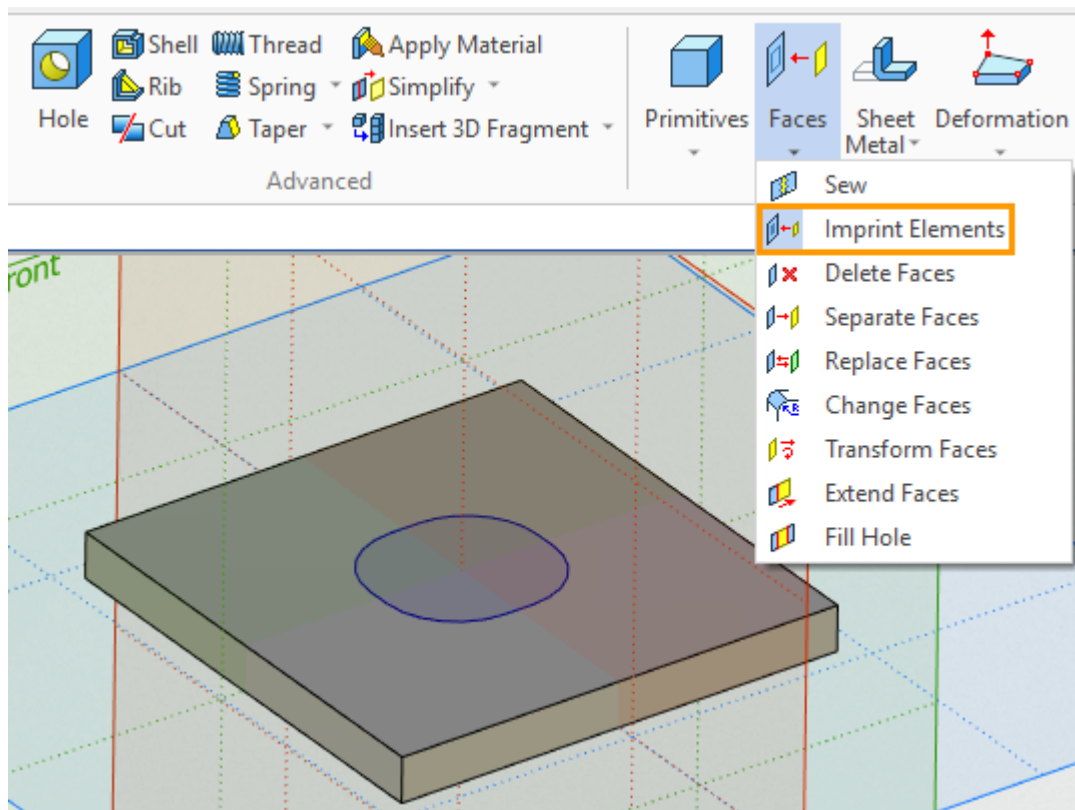 Shell Thread Apply Material
Rib Spring Simplify
Hole Cut Taper Insert 3D Fragment
Advanced
Primitives Faces Sheet Metal Deformation
Sew
Imprint Elements
Delete Faces
Separate Faces
Replace Faces
Change Faces
Transform Faces
Extend Faces
Fill Hole
ront